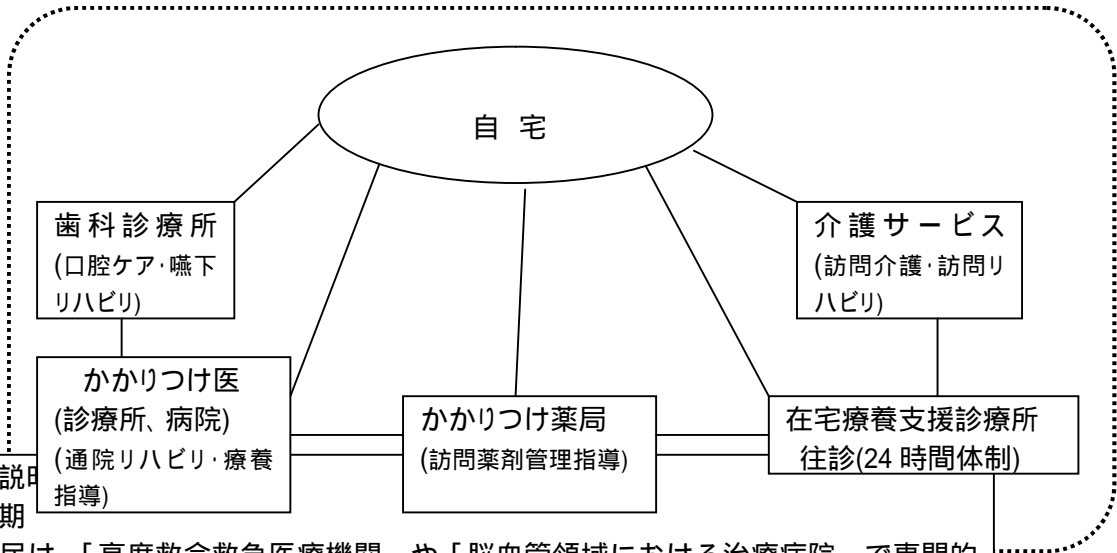 自 宅
歯科診療所
(口腔ケア・嚥下
リハビリ)
介護サービス
(訪問介護・訪問リ
ハビリ)
かかりつけ医
(診療所、病院)
(通院リハビリ・療養
指導)
かかりつけ薬局
(訪問薬剤管理指導)
在宅療養支援診療所
往診(24 時間体制)
説
期
「高度救命救急医療機関」や「脳血管領域における治療病院」で専門的